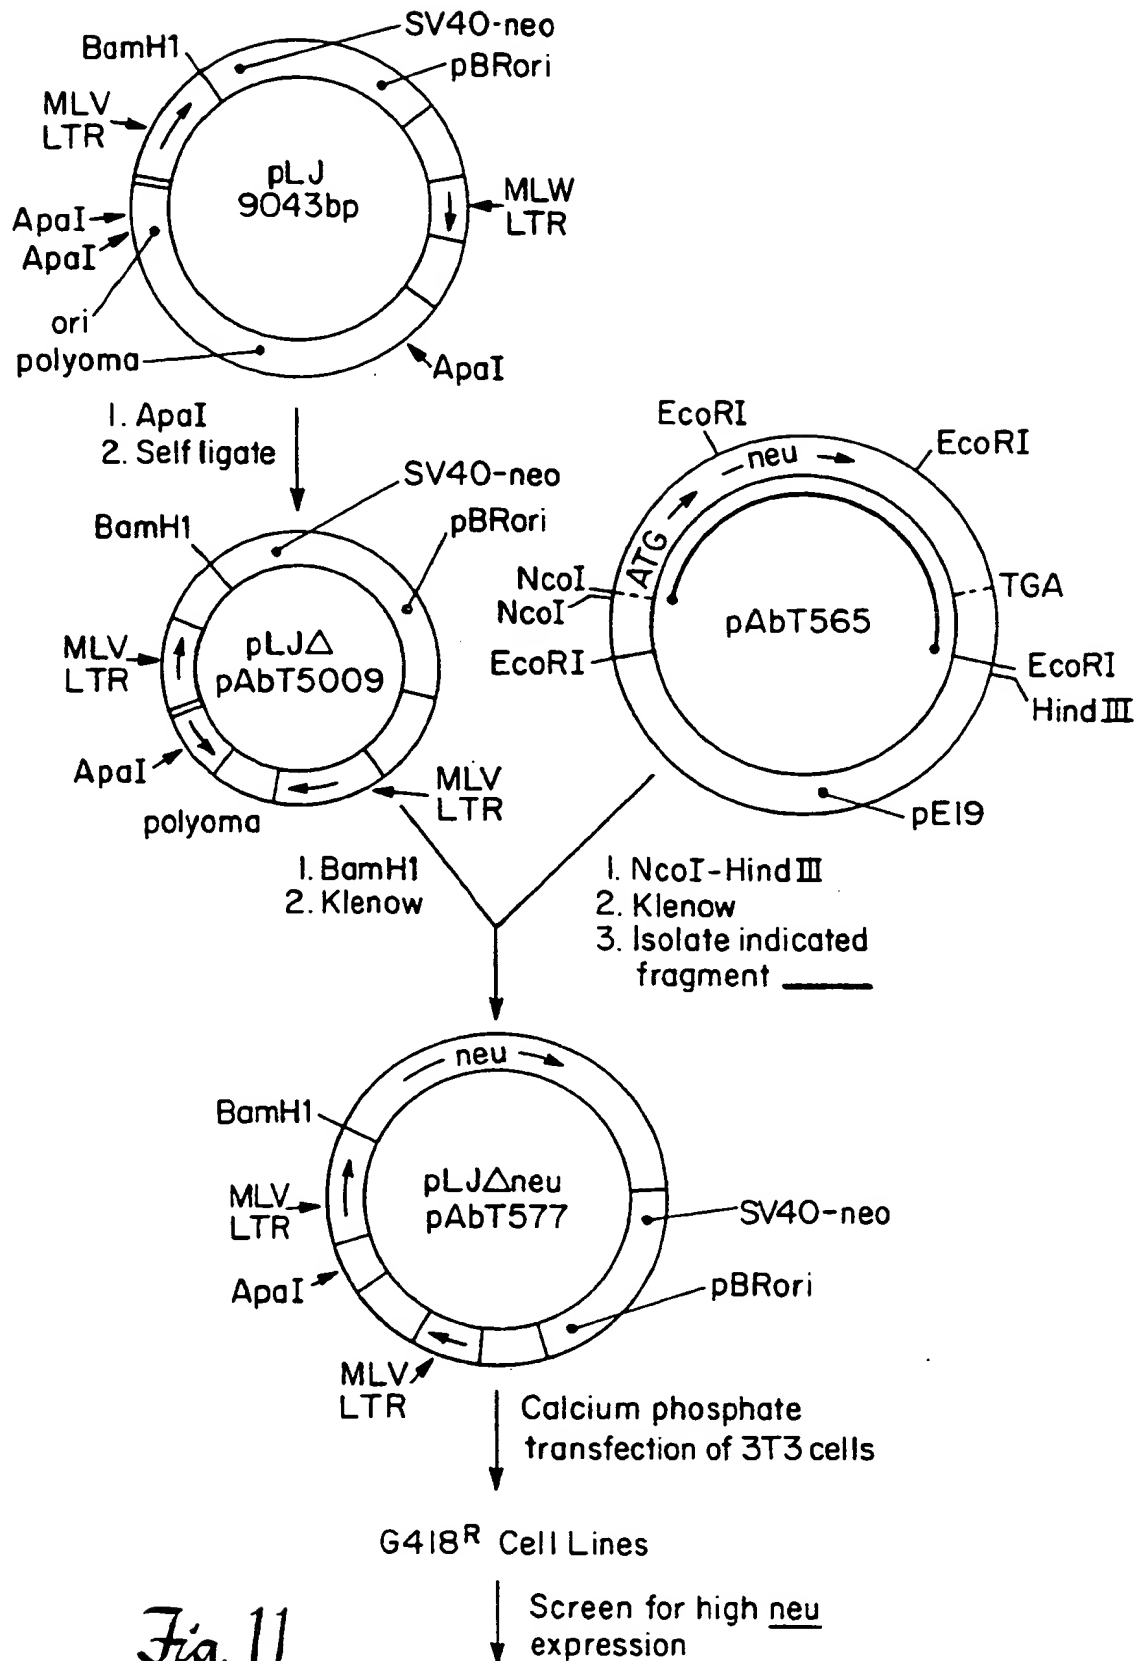 SV40-neo
BamH1
pBRori
MLV
LTR
pLJ
9043bp
MLW
LTR
ApaI
ApaI
ori
polyoma
ApaI
1. ApaI
2. Self ligate
SV40-neo
BamH1
pBRori
MLV
LTR
pLJΔ
pAbT5009
ApaI
polyoma
MLV
LTR
EcoRI
EcoRI
neu
ATG
NcoI
NcoI
TGA
pAbT565
EcoRI
EcoRI
Hind III
pE19
1. BamH1
2. Klenow
1. NcoI-Hind III
2. Klenow
3. Isolate indicated
fragment
neu
BamH1
MLV
LTR
pLJΔneu
pAbT577
SV40-neo
ApaI
pBRori
MLV
LTR
Calcium phosphate
transfection of 3T3 cells
G418R Cell Lines
Screen for high neu
expression
Fig. 11